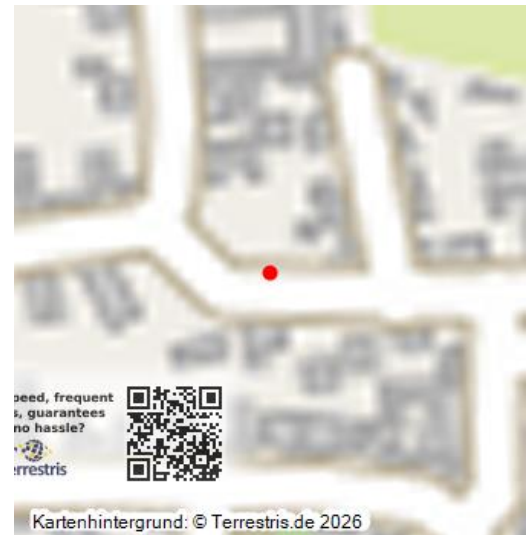 peed, frequent
s, guarantees
no hassle?
errestris
Kartenhintergrund: © Terrestris.de 2026